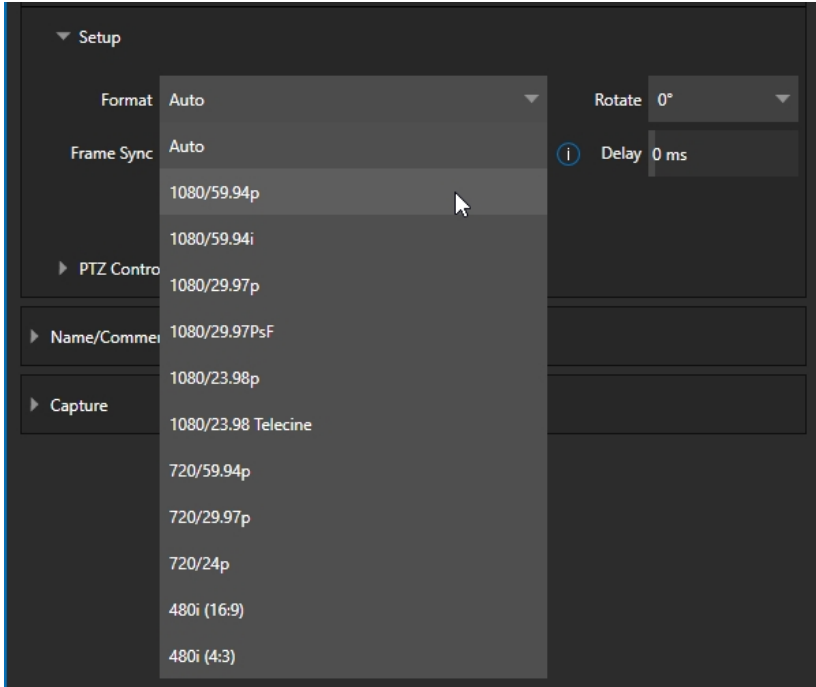 Setup
Format Auto Rotate 0°
Frame Sync Auto i Delay 0 ms
1080/59.94p
1080/59.94i
PTZ Contro
1080/29.97p
Name/Commer 1080/29.97PsF
1080/23.98p
Capture
1080/23.98 Telecine
720/59.94p
720/29.97p
720/24p
480i (16:9)
480i (4:3)